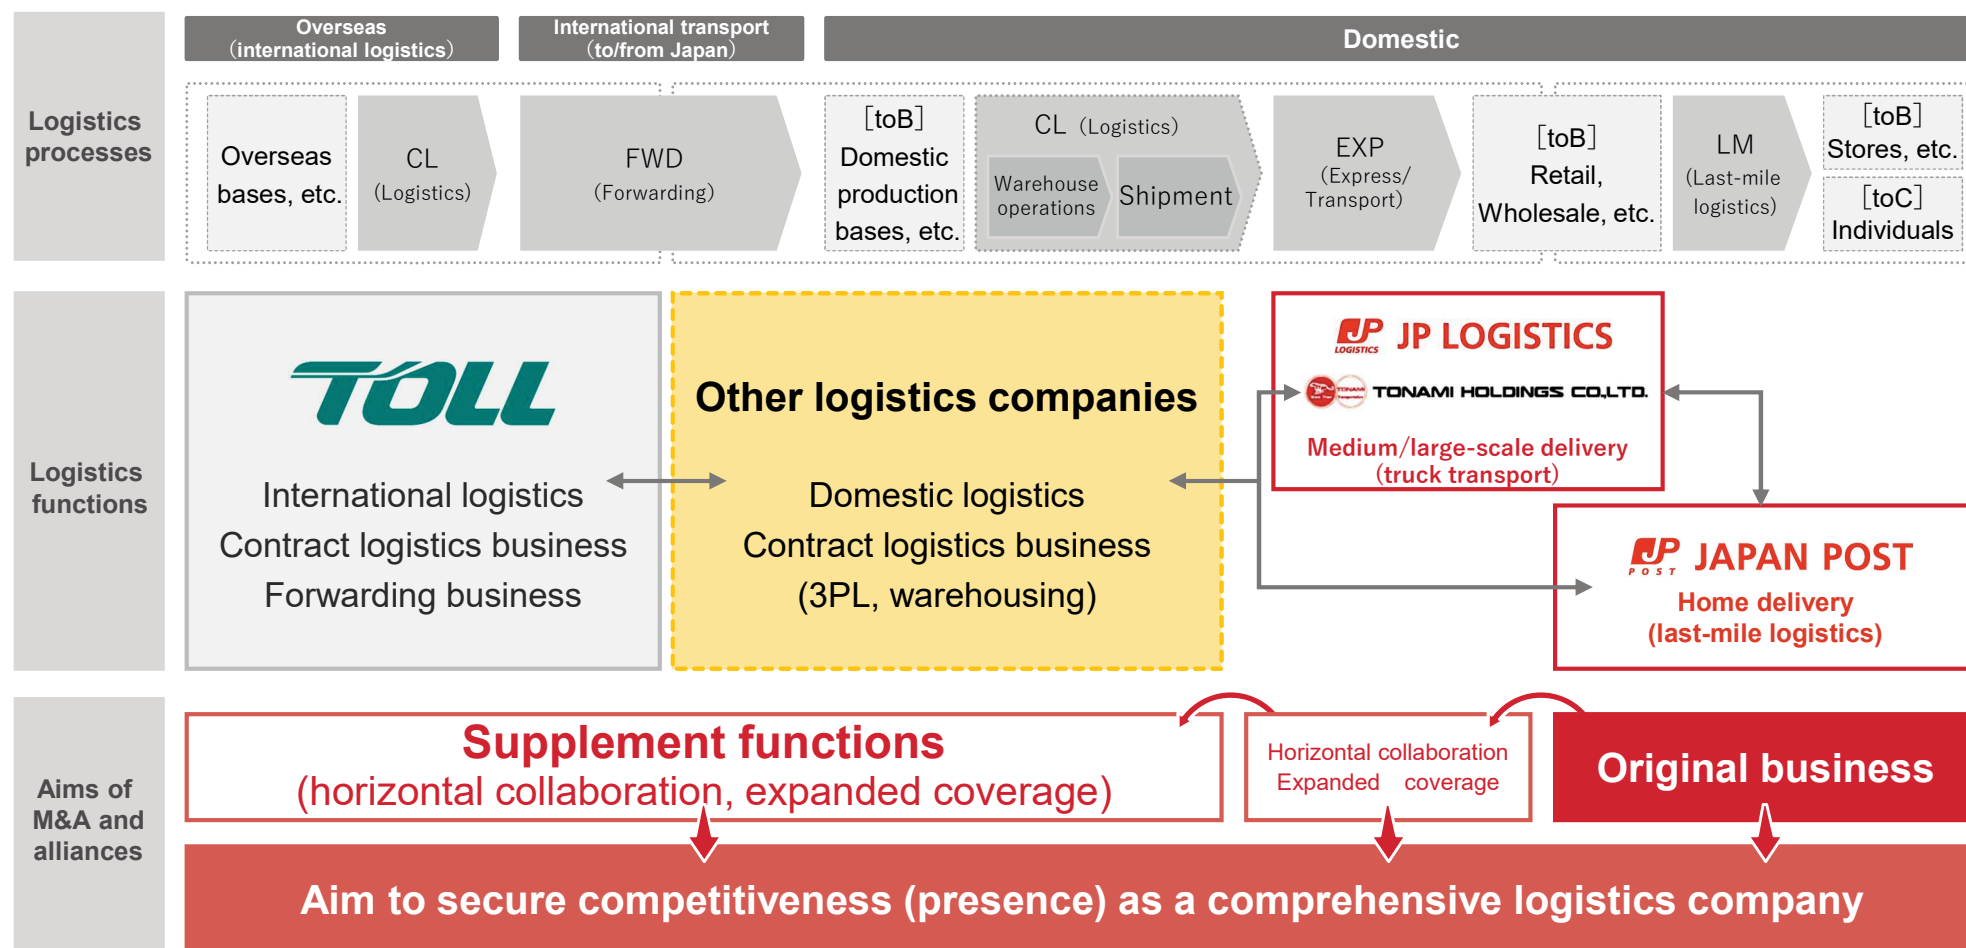 Overseas
（international logistics）
International transport
（to/from Japan）
Domestic
Logistics
processes
Overseas
bases, etc.
CL
(Logistics)
FWD
(Forwarding)
［toB］
Domestic
production
bases, etc.
CL (Logistics)
Warehouse
operations
Shipment
EXP
(Express/
Transport)
［toB］
Retail,
Wholesale, etc.
LM
(Last-mile
logistics)
［toB］
Stores, etc.
［toC］
Individuals
Logistics
functions
TOLL
International logistics
Contract logistics business
Forwarding business
Other logistics companies
Domestic logistics
Contract logistics business
(3PL, warehousing)
JP
LOGISTICS
JP LOGISTICS
TONAMI
TONAMI HOLDINGS CO.,LTD.
Medium/large-scale delivery
(truck transport)
JP
POST
JAPAN POST
Home delivery
(last-mile logistics)
Aims of
M&A and
alliances
Supplement functions
(horizontal collaboration, expanded coverage)
Horizontal collaboration
Expanded coverage
Original business
Aim to secure competitiveness (presence) as a comprehensive logistics company